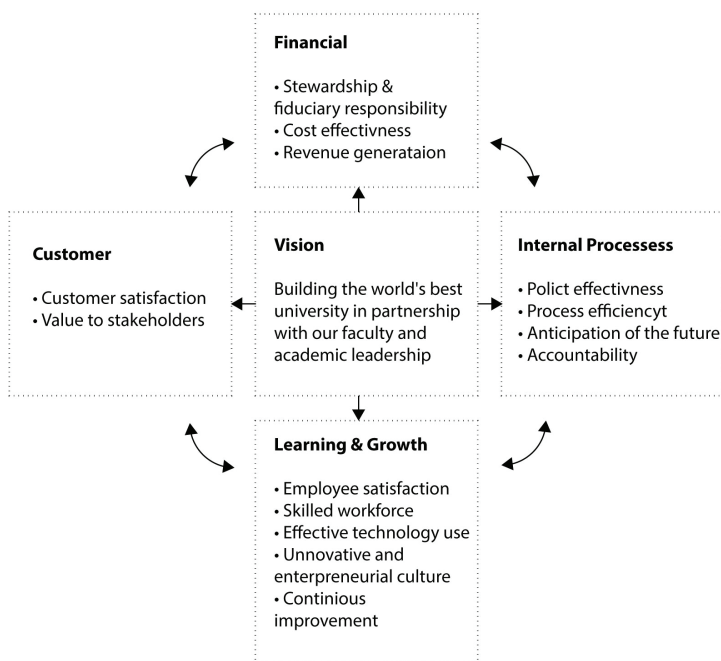 Financial
• Stewardship &
fiduciary responsibility
• Cost effectivness
• Revenue generataion
Customer
• Customer satisfaction
• Value to stakeholders
Vision
Building the world's best
university in partnership
with our faculty and
academic leadership
Internal Processess
• Polict effectivness
• Process efficiencyt
• Anticipation of the future
• Accountability
Learning & Growth
• Employee satisfaction
• Skilled workforce
• Effective technology use
• Unnovative and
enterpreneurial culture
• Continious
improvement